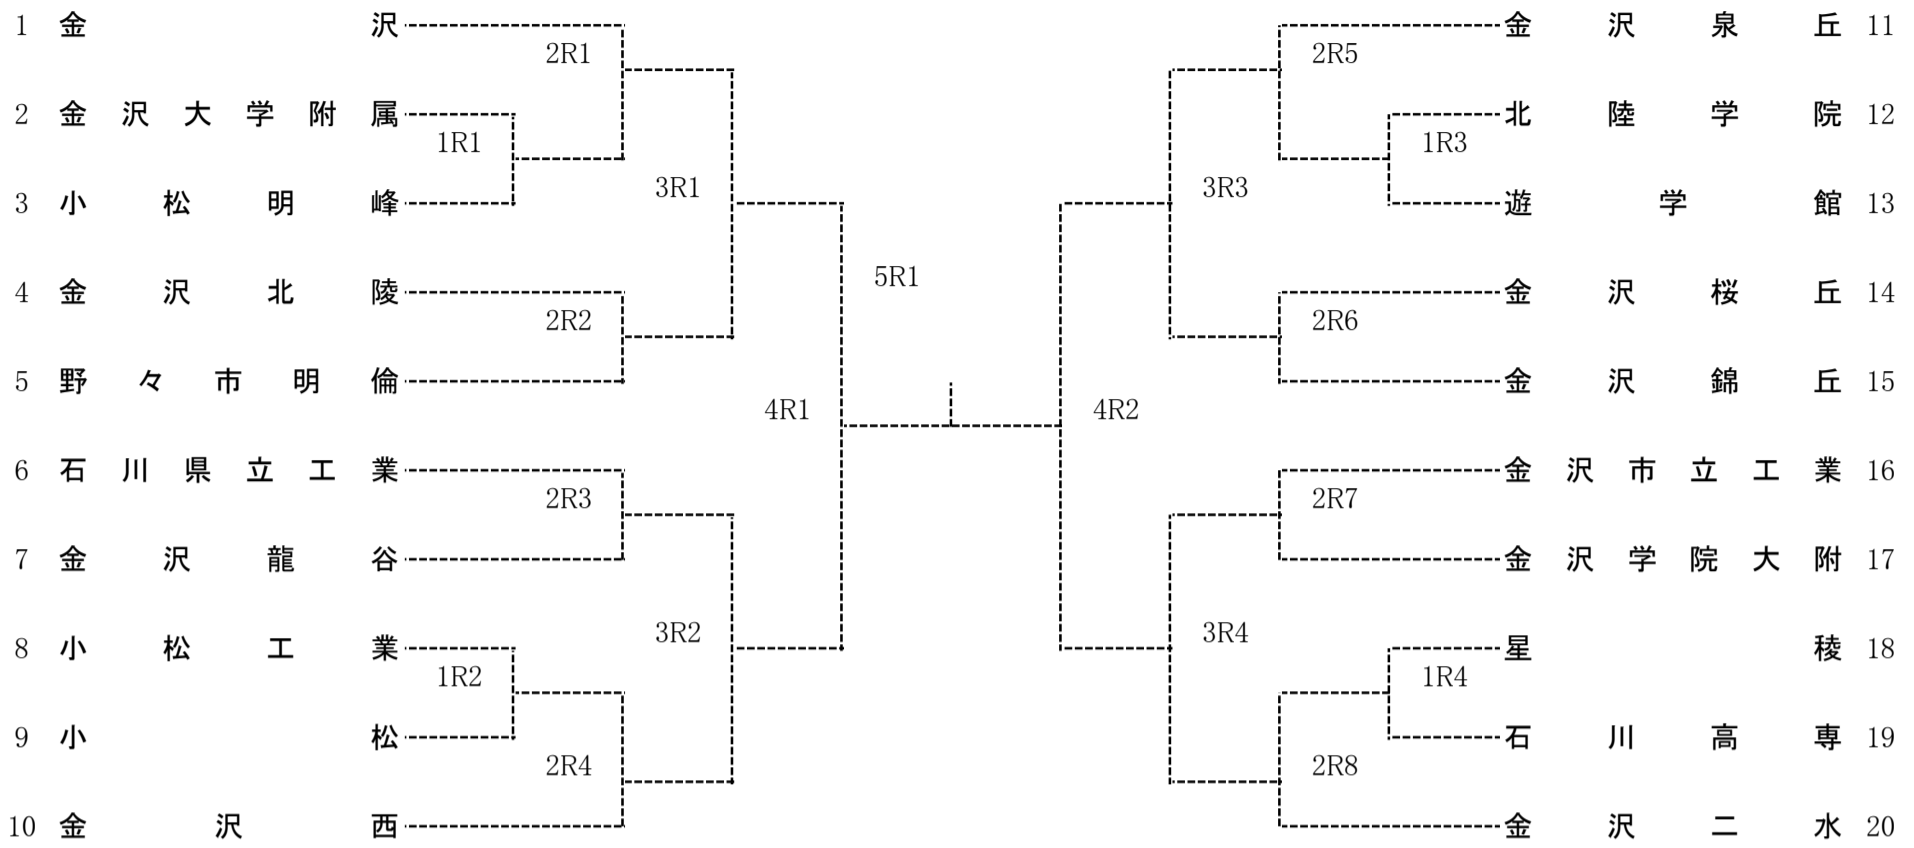 1 金沢 金沢泉丘 11
2R1 2R5
2 金沢大学附属 北陸学院 12
1R1 1R3
3R1 3R3
3 小松明峰 遊学館 13
5R1
4 金沢北陵 金沢桜丘 14
2R2 2R6
5 野々市明倫 金沢錦丘 15
4R1 4R2
6 石川県立工業 金沢市立工業 16
2R3 2R7
7 金沢龍谷 金沢学院大附 17
3R2 3R4
8 小松工業 星稜 18
1R2 1R4
9 小松 石川高専 19
2R4 2R8
10 金沢西 金沢二水 20